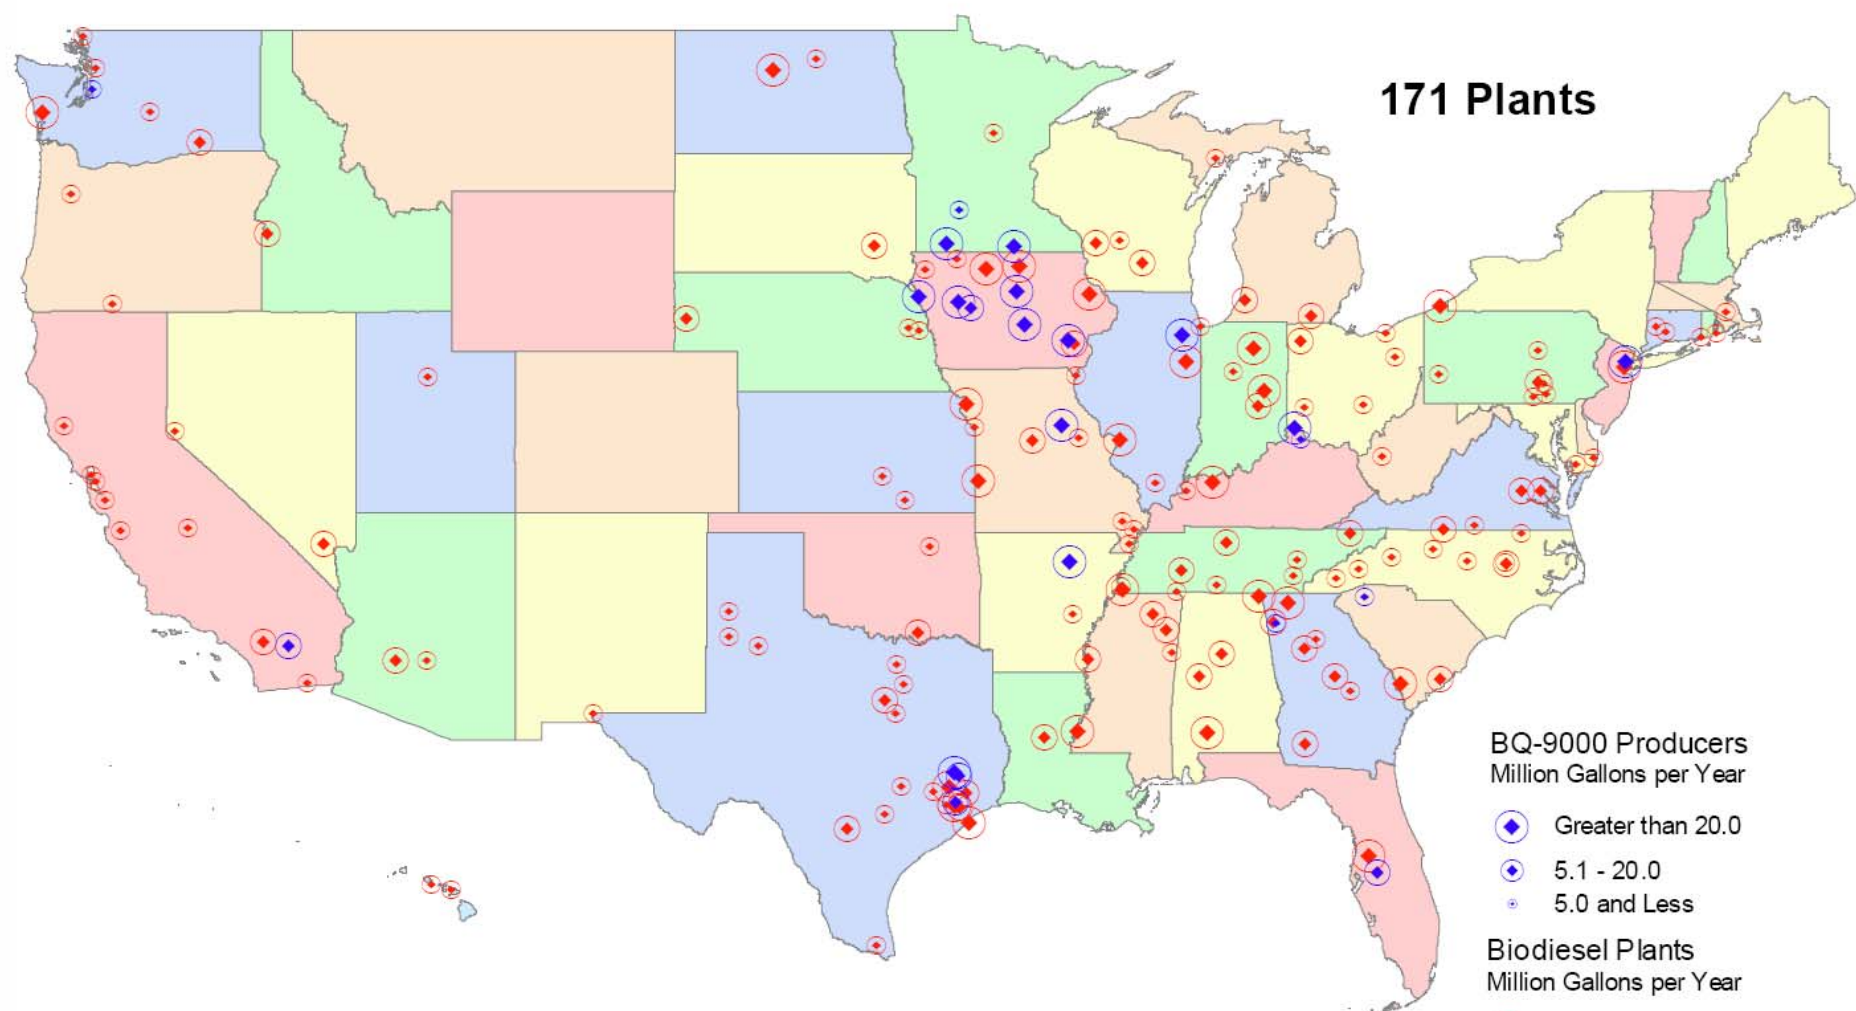 171 Plants
BQ-9000 Producers
Million Gallons per Year
Greater than 20.0
5.1 - 20.0
5.0 and Less
Biodiesel Plants
Million Gallons per Year